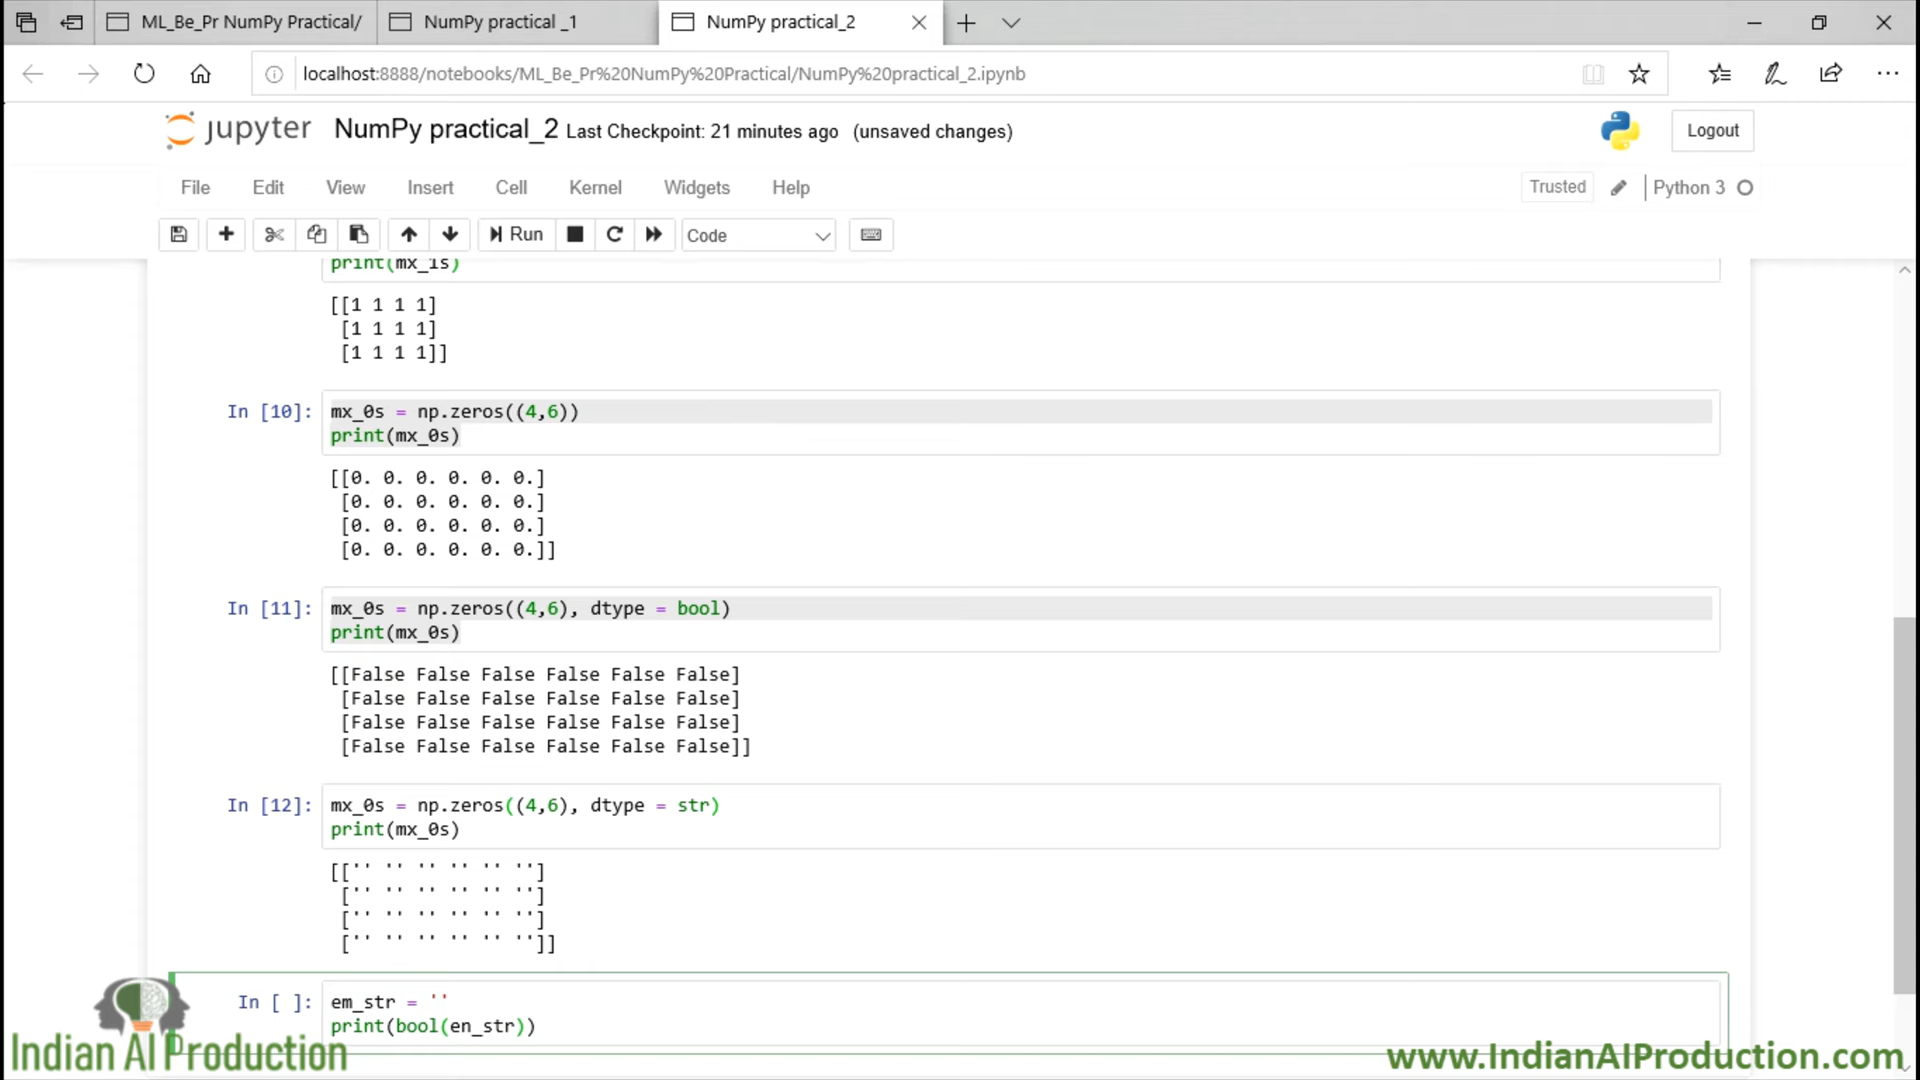 ML_Be_Pr NumPy Practical/
NumPy practical _1
NumPy practical_2
localhost:8888/notebooks/ML_Be_Pr%20NumPy%20Practical/NumPy%20practical_2.ipynb
jupyter NumPy practical_2 Last Checkpoint: 21 minutes ago (unsaved changes)
Logout
File Edit View Insert Cell Kernel Widgets Help
Trusted Python 3
Run Code
print(mx_1s)
[[1 1 1 1]
[1 1 1 1]
[1 1 1 1]]
In [10]: mx_0s = np.zeros((4,6))
print(mx_0s)
[[0. 0. 0. 0. 0. 0.]
[0. 0. 0. 0. 0. 0.]
[0. 0. 0. 0. 0. 0.]
[0. 0. 0. 0. 0. 0.]]
In [11]: mx_0s = np.zeros((4,6), dtype = bool)
print(mx_0s)
[[False False False False False False]
[False False False False False False]
[False False False False False False]
[False False False False False False]]
In [12]: mx_0s = np.zeros((4,6), dtype = str)
print(mx_0s)
[['' '' '' '' '' '']
['' '' '' '' '' '']
['' '' '' '' '' '']
['' '' '' '' '' '']]
In [ ]: em_str = ''
print(bool(en_str))
Indian AI Production
www.IndianAIProduction.com